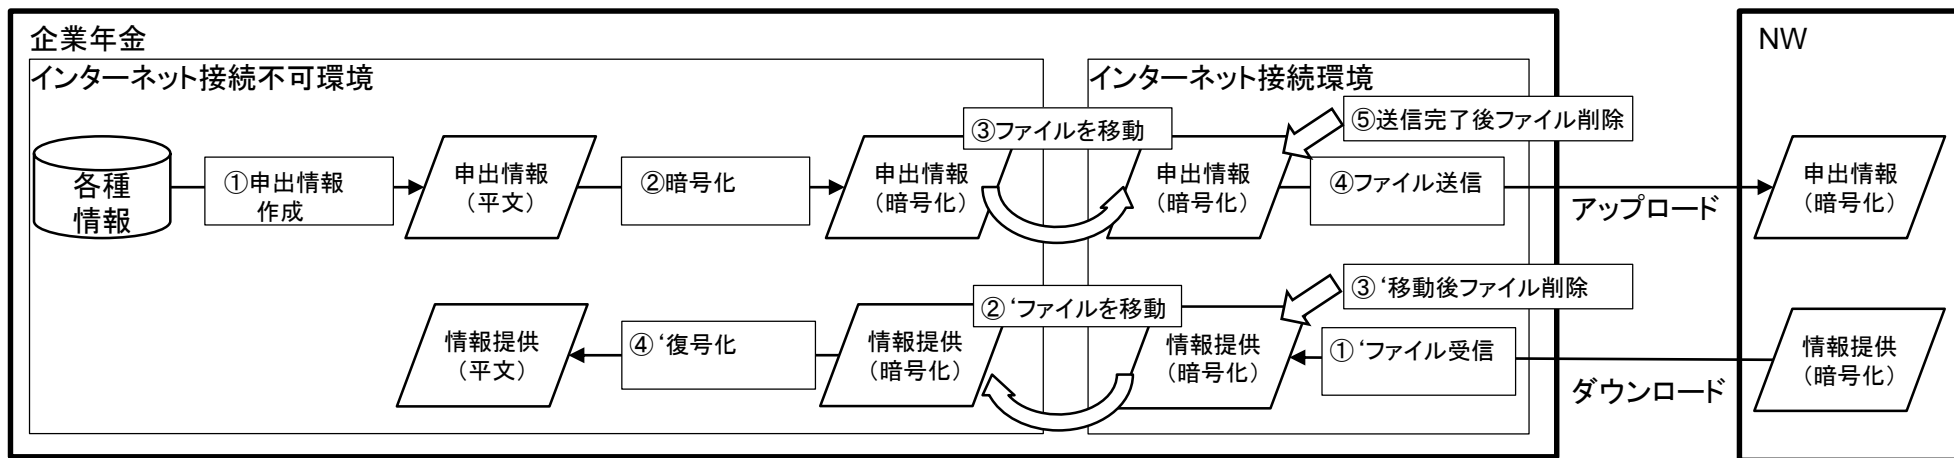 企業年金
NW
インターネット接続不可環境
インターネット接続環境
③ファイルを移動
⑤送信完了後ファイル削除
各種
情報
①申出情報
作成
申出情報
（平文）
②暗号化
申出情報
（暗号化）
申出情報
（暗号化）
④ファイル送信
アップロード
申出情報
（暗号化）
②‘ファイルを移動
③‘移動後ファイル削除
情報提供
（平文）
④‘復号化
情報提供
（暗号化）
情報提供
（暗号化）
①‘ファイル受信
ダウンロード
情報提供
（暗号化）